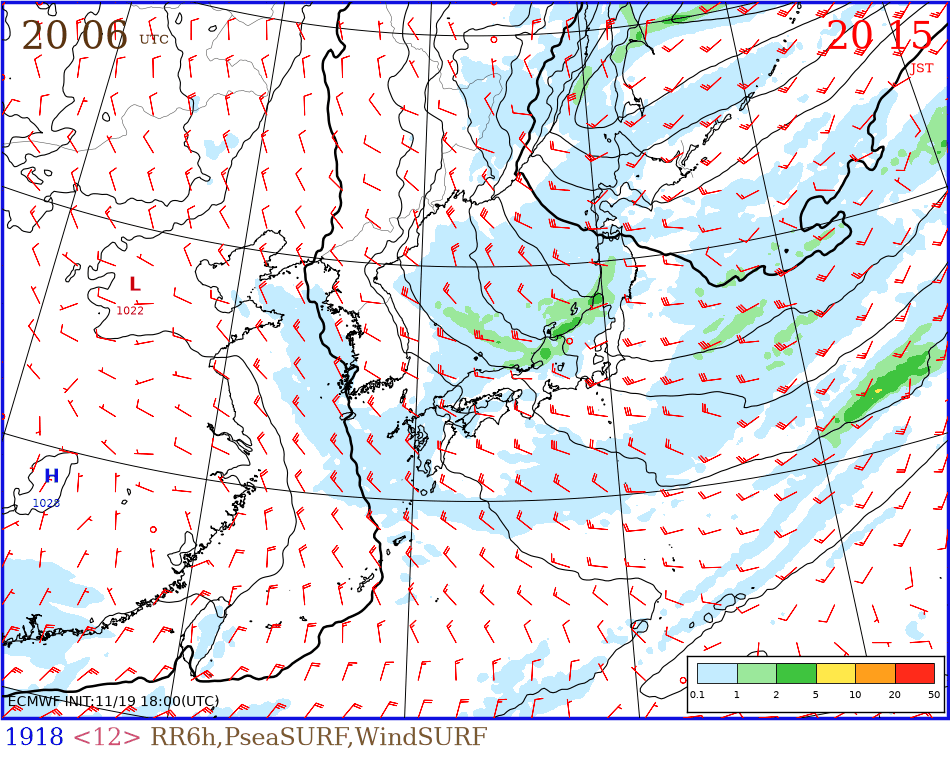 20 06 UTC
20 15
JST
L
1022
H
1028
ECMWF INIT:11/19 18:00(UTC)
0.1 1 2 5 10 20 50
1918 <12> RR6h,PseaSURF,WindSURF